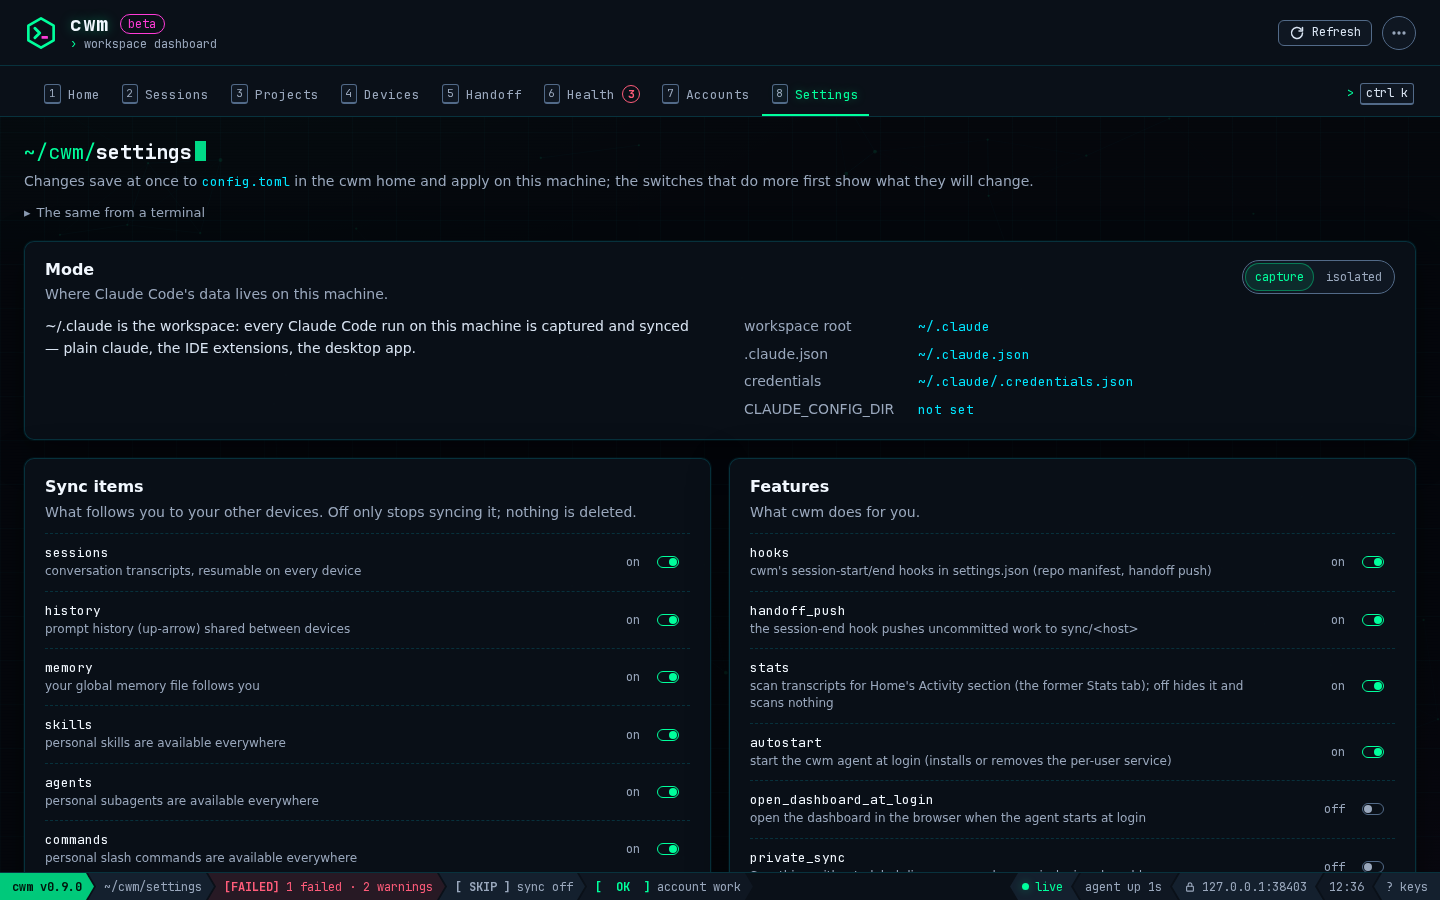 cwm beta
› workspace dashboard
Refresh
1 Home 2 Sessions 3 Projects 4 Devices 5 Handoff 6 Health 3 7 Accounts 8 Settings > ctrl k
~/cwm/settings
Changes save at once to config.toml in the cwm home and apply on this machine; the switches that do more first show what they will change.
▸ The same from a terminal
Mode
Where Claude Code's data lives on this machine.
capture isolated
~/.claude is the workspace: every Claude Code run on this machine is captured and synced
— plain claude, the IDE extensions, the desktop app.
workspace root ~/.claude
.claude.json ~/.claude.json
credentials ~/.claude/.credentials.json
CLAUDE_CONFIG_DIR not set
Sync items
What follows you to your other devices. Off only stops syncing it; nothing is deleted.
sessions
conversation transcripts, resumable on every device
on
history
prompt history (up-arrow) shared between devices
on
memory
your global memory file follows you
on
skills
personal skills are available everywhere
on
agents
personal subagents are available everywhere
on
commands
personal slash commands are available everywhere
on
Features
What cwm does for you.
hooks
cwm's session-start/end hooks in settings.json (repo manifest, handoff push)
on
handoff_push
the session-end hook pushes uncommitted work to sync/<host>
on
stats
scan transcripts for Home's Activity section (the former Stats tab); off hides it and
scans nothing
on
autostart
start the cwm agent at login (installs or removes the per-user service)
on
open_dashboard_at_login
open the dashboard in the browser when the agent starts at login
off
private_sync
off
cwm v0.9.0 ~/cwm/settings [FAILED] 1 failed · 2 warnings [ SKIP ] sync off [ OK ] account work live agent up 1s 127.0.0.1:38403 12:36 ? keys